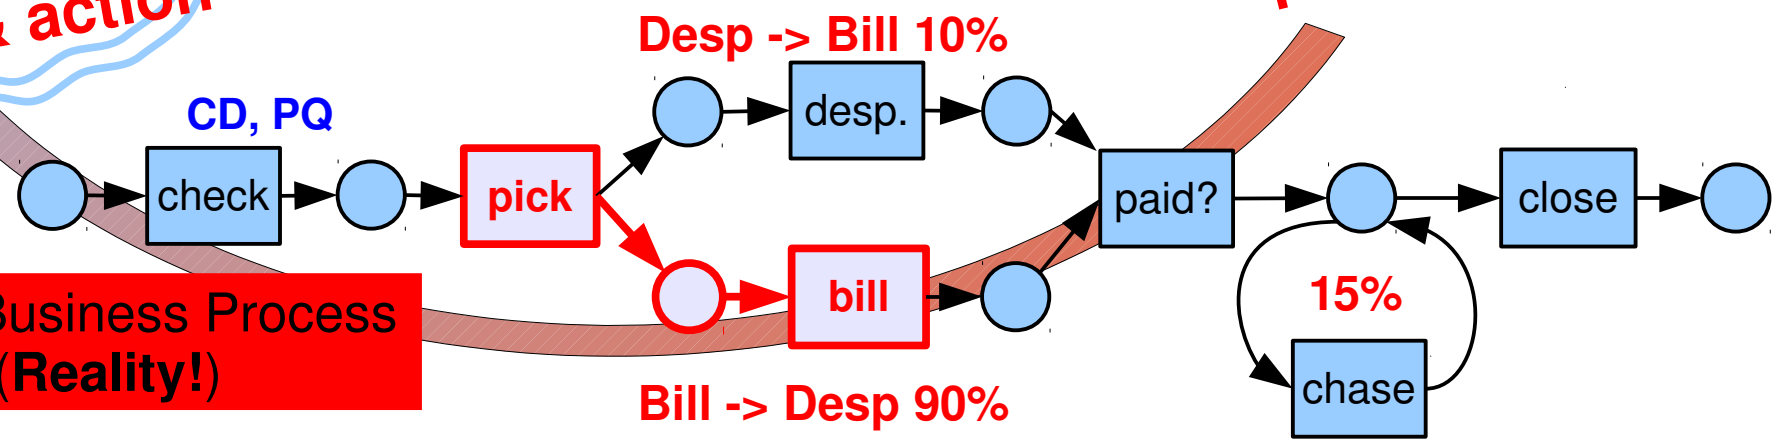 & action
Desp -> Bill 10%
CD, PQ
desp.
check
pick
paid?
close
bill
15%
Business Process
(Reality!)
chase
Bill -> Desp 90%